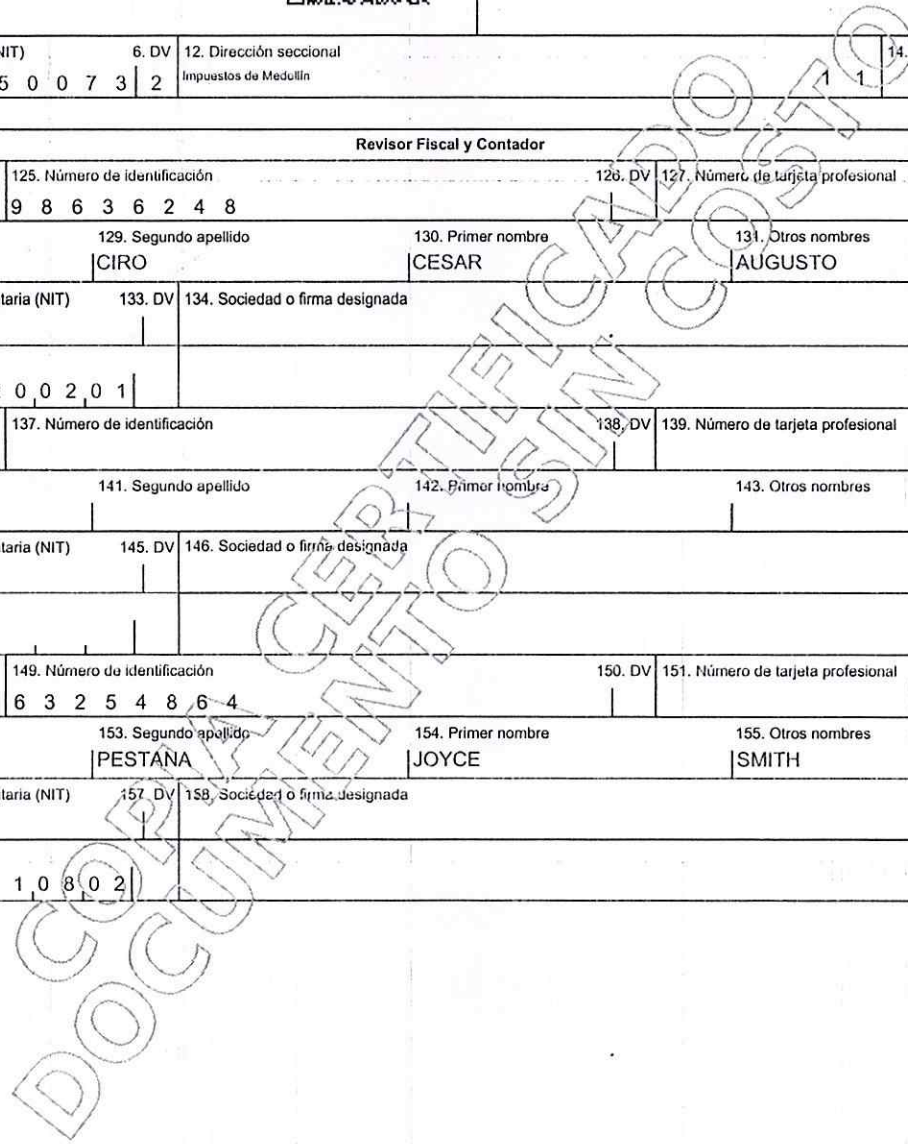 NIT) 6. DV 12. Dirección seccional 14.
5 0 0 7 3 2 Impuestos de Medellín 1 1
Revisor Fiscal y Contador
125. Número de identificación 126. DV 127. Número de tarjeta profesional
9 8 6 3 6 2 4 8
129. Segundo apellido 130. Primer nombre 131. Otros nombres
CIRO CESAR AUGUSTO
taria (NIT) 133. DV 134. Sociedad o firma designada
0 0 2 0 1
137. Número de identificación 138. DV 139. Número de tarjeta profesional
141. Segundo apellido 142. Primer nombre 143. Otros nombres
taria (NIT) 145. DV 146. Sociedad o firma designada
149. Número de identificación 150. DV 151. Número de tarjeta profesional
6 3 2 5 4 8 6 4
153. Segundo apellido 154. Primer nombre 155. Otros nombres
PESTAÑA JOYCE SMITH
taria (NIT) 157. DV 158. Sociedad o firma designada
1 0 8 0 2
COPIA CERTIFICADO
DOCUMENTO SIN COSTO